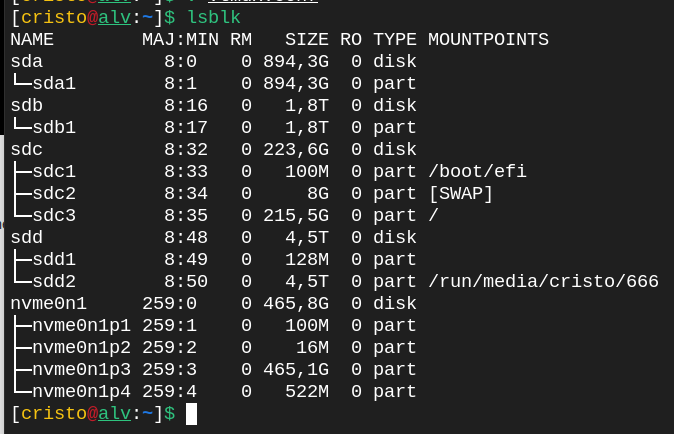 [cristo@alv:~]$ lsblk
NAME        MAJ:MIN RM   SIZE RO TYPE MOUNTPOINTS
sda           8:0    0 894,3G  0 disk
└─sda1        8:1    0 894,3G  0 part
sdb           8:16   0   1,8T  0 disk
└─sdb1        8:17   0   1,8T  0 part
sdc           8:32   0 223,6G  0 disk
├─sdc1        8:33   0   100M  0 part /boot/efi
├─sdc2        8:34   0     8G  0 part [SWAP]
└─sdc3        8:35   0 215,5G  0 part /
sdd           8:48   0   4,5T  0 disk
├─sdd1        8:49   0   128M  0 part
└─sdd2        8:50   0   4,5T  0 part /run/media/cristo/666
nvme0n1     259:0    0 465,8G  0 disk
├─nvme0n1p1 259:1    0   100M  0 part
├─nvme0n1p2 259:2    0    16M  0 part
├─nvme0n1p3 259:3    0 465,1G  0 part
└─nvme0n1p4 259:4    0   522M  0 part
[cristo@alv:~]$